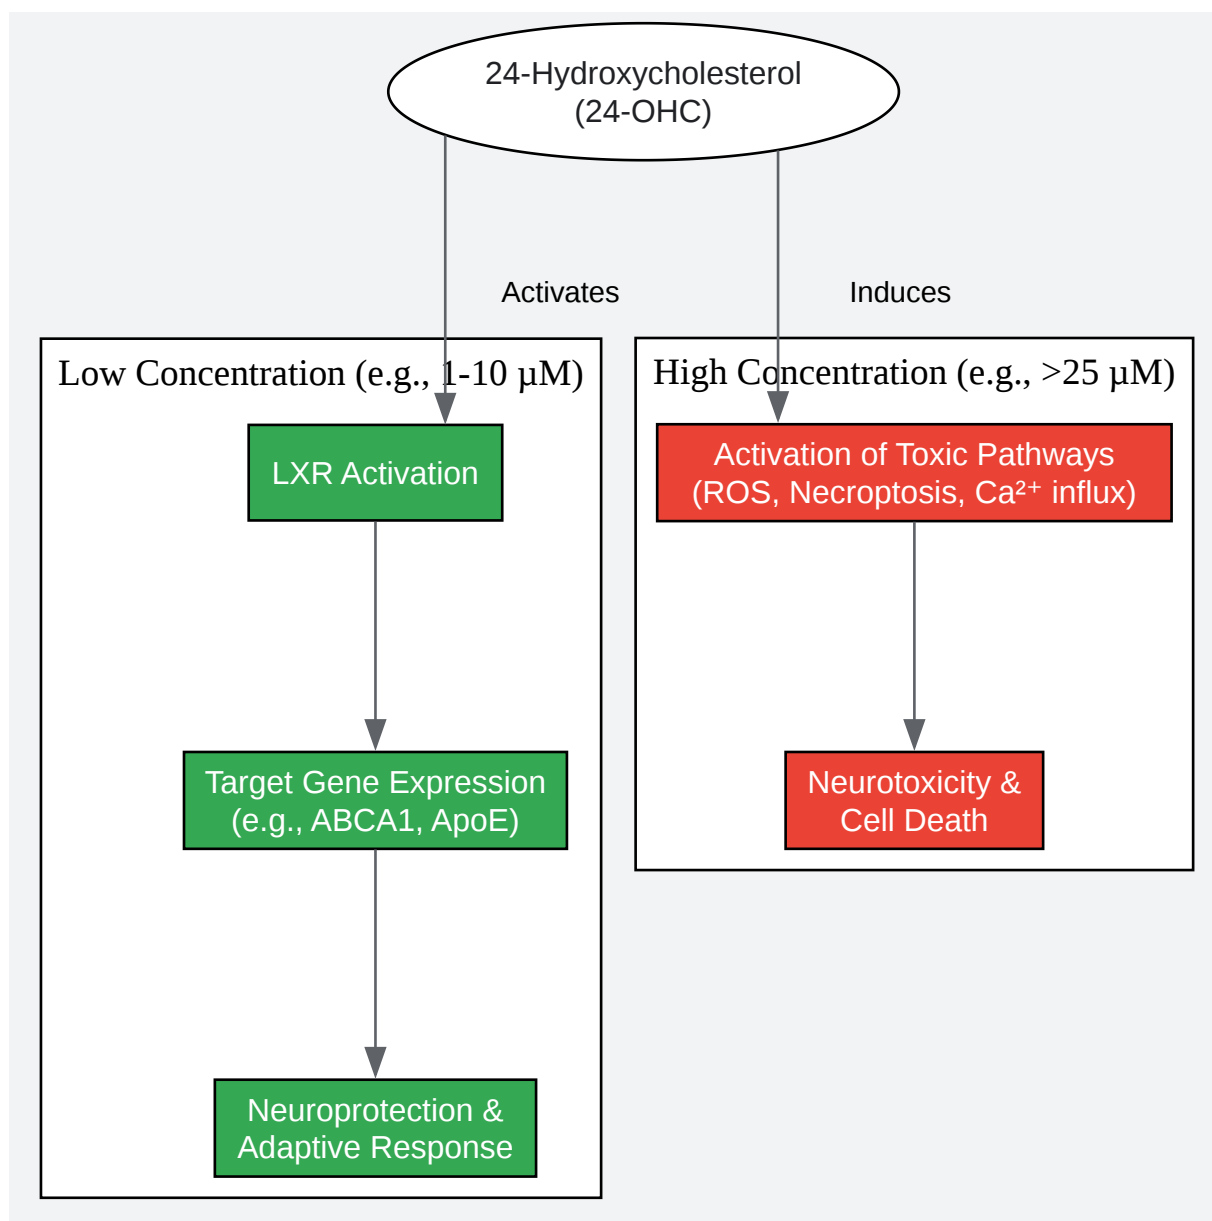 24-Hydroxycholesterol
(24-OHC)
Activates
Induces
Low Concentration (e.g., 1-10 µM)
LXR Activation
Target Gene Expression
(e.g., ABCA1, ApoE)
Neuroprotection &
Adaptive Response
High Concentration (e.g., >25 µM)
Activation of Toxic Pathways
(ROS, Necroptosis, Ca²⁺ influx)
Neurotoxicity &
Cell Death